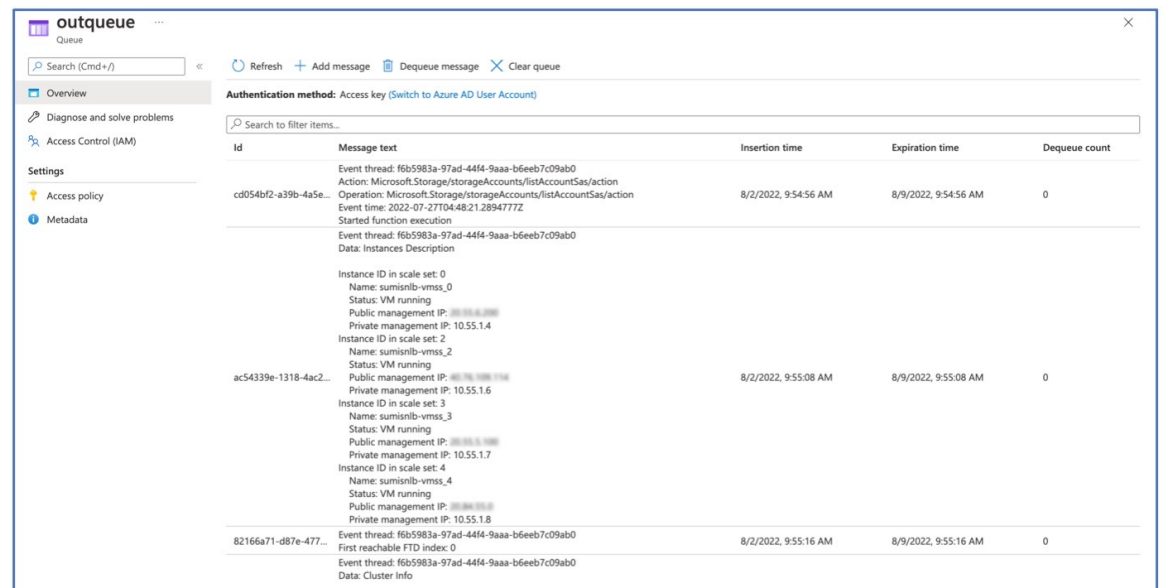 outqueue ...
Queue
Search (Cmd+/)
«
Refresh
Add message
Dequeue message
Clear queue
Overview
Diagnose and solve problems
Access Control (IAM)
Settings
Access policy
Metadata
Authentication method: Access key (Switch to Azure AD User Account)
Search to filter items...
Id Message text Insertion time Expiration time Dequeue count
Event thread: f6b5983a-97ad-44f4-9aaa-b6eeb7c09ab0
Action: Microsoft.Storage/storageAccounts/listAccountSas/action
cd054bf2-a39b-4a5e... Operation: Microsoft.Storage/storageAccounts/listAccountSas/action 8/2/2022, 9:54:56 AM 8/9/2022, 9:54:56 AM 0
Event time: 2022-07-27T04:48:21.2894777Z
Started function execution
Event thread: f6b5983a-97ad-44f4-9aaa-b6eeb7c09ab0
Data: Instances Description
Instance ID in scale set: 0
Name: sumisnlb-vmss_0
Status: VM running
Public management IP:
Private management IP: 10.55.1.4
Instance ID in scale set: 2
Name: sumisnlb-vmss_2
Status: VM running
ac54339e-1318-4ac2... Public management IP: 8/2/2022, 9:55:08 AM 8/9/2022, 9:55:08 AM 0
Private management IP: 10.55.1.6
Instance ID in scale set: 3
Name: sumisnlb-vmss_3
Status: VM running
Public management IP:
Private management IP: 10.55.1.7
Instance ID in scale set: 4
Name: sumisnlb-vmss_4
Status: VM running
Public management IP:
Private management IP: 10.55.1.8
Event thread: f6b5983a-97ad-44f4-9aaa-b6eeb7c09ab0
82166a71-d87e-477... First reachable FTD index: 0 8/2/2022, 9:55:16 AM 8/9/2022, 9:55:16 AM 0
Event thread: f6b5983a-97ad-44f4-9aaa-b6eeb7c09ab0
Data: Cluster Info